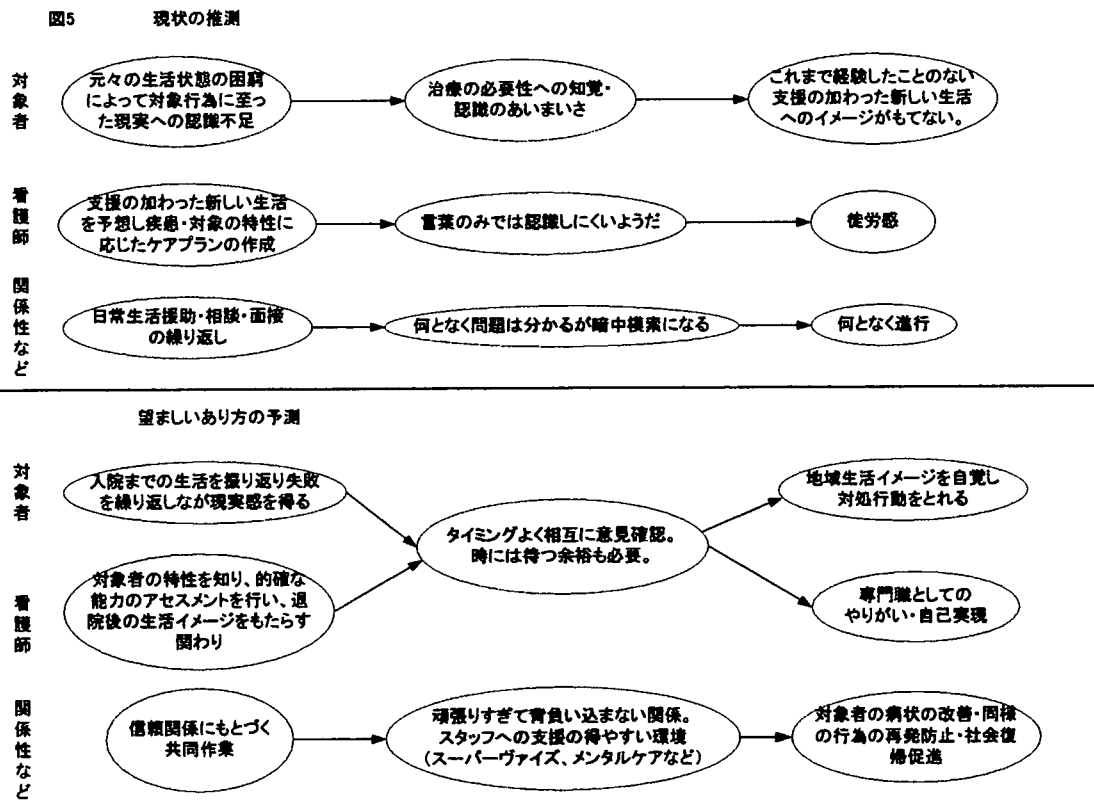 図5 現状の推測
対象者
元々の生活状態の困窮
によって対象行為に至っ
た現実への認識不足
治療の必要性への知覚・
認識のあいまいさ
これまで経験したことのない
支援の加わった新しい生活
へのイメージがもてない。
看護師
支援の加わった新しい生活
を予想し疾患・対象の特性に
応じたケアプランの作成
言葉のみでは認識しにくいようだ
徒労感
関係性など
日常生活援助・相談・面接
の繰り返し
何となく問題は分かるが暗中模索になる
何となく進行
望ましいあり方の予測
対象者
入院までの生活を振り返り失敗
を繰り返しなが現実感を得る
タイミングよく相互に意見確認。
時には待つ余裕も必要。
地域生活イメージを自覚し
対処行動をとれる
看護師
対象者の特性を知り、的確な
能力のアセスメントを行い、退
院後の生活イメージをもたらす
関わり
専門職としての
やりがい・自己実現
関係性など
信頼関係にもとづく
共同作業
頑張りすぎて背負い込まない関係。
スタッフへの支援の得やすい環境
(スーパーヴァイズ、メンタルケアなど)
対象者の病状の改善・同様
の行為の再発防止・社会復
帰促進